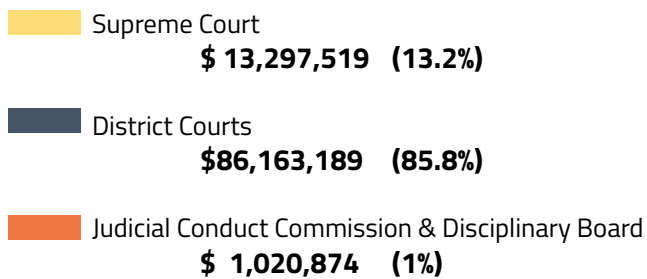 Supreme Court
$ 13,297,519 (13.2%)
District Courts
$86,163,189 (85.8%)
Judicial Conduct Commission & Disciplinary Board
$ 1,020,874 (1%)